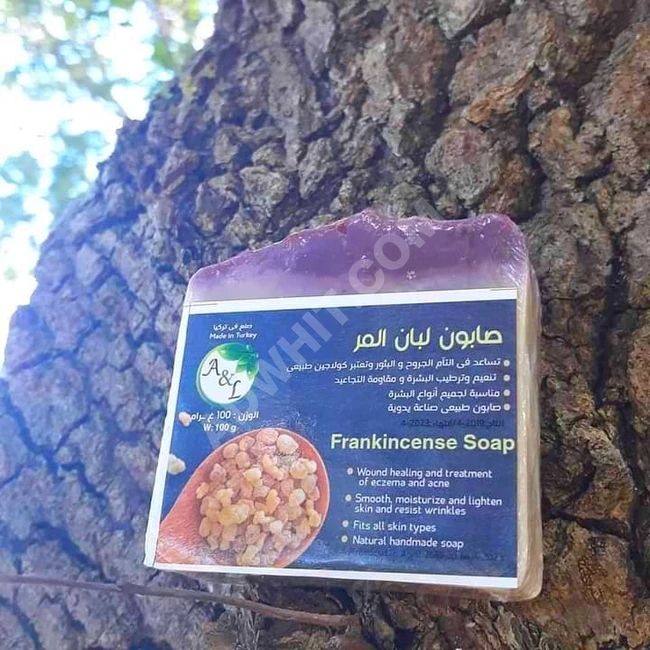 صنع في تركيا
Made in Turkey
A&L
الوزن : 100 غرام
W: 100 g
صابون لبان المر
تساعد في التأم الجروح و البثور وتعتبر كولاجين طبيعي
تنعيم وترطيب البشرة و مقاومة التجاعيد
مناسبة لجميع أنواع البشرة
صابون طبيعي صناعة يدوية
Frankincense Soap
Wound healing and treatment
of eczema and acne
Smooth, moisturize and lighten
skin and resist wrinkles
Fits all skin types
Natural handmade soap